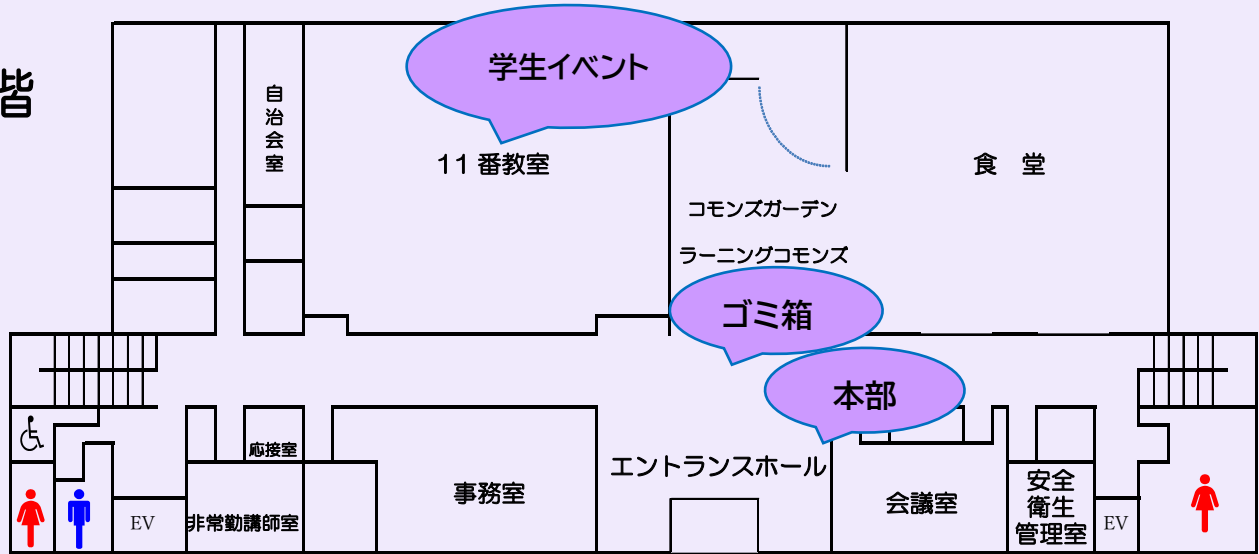 階
学生イベント
自治会室
11番教室
食 堂
コモンズガーデン
ラーニングコモンズ
ゴミ箱
本部
応接室
エントランスホール
事務室
会議室
安全
衛生
管理室
EV
非常勤講師室
EV